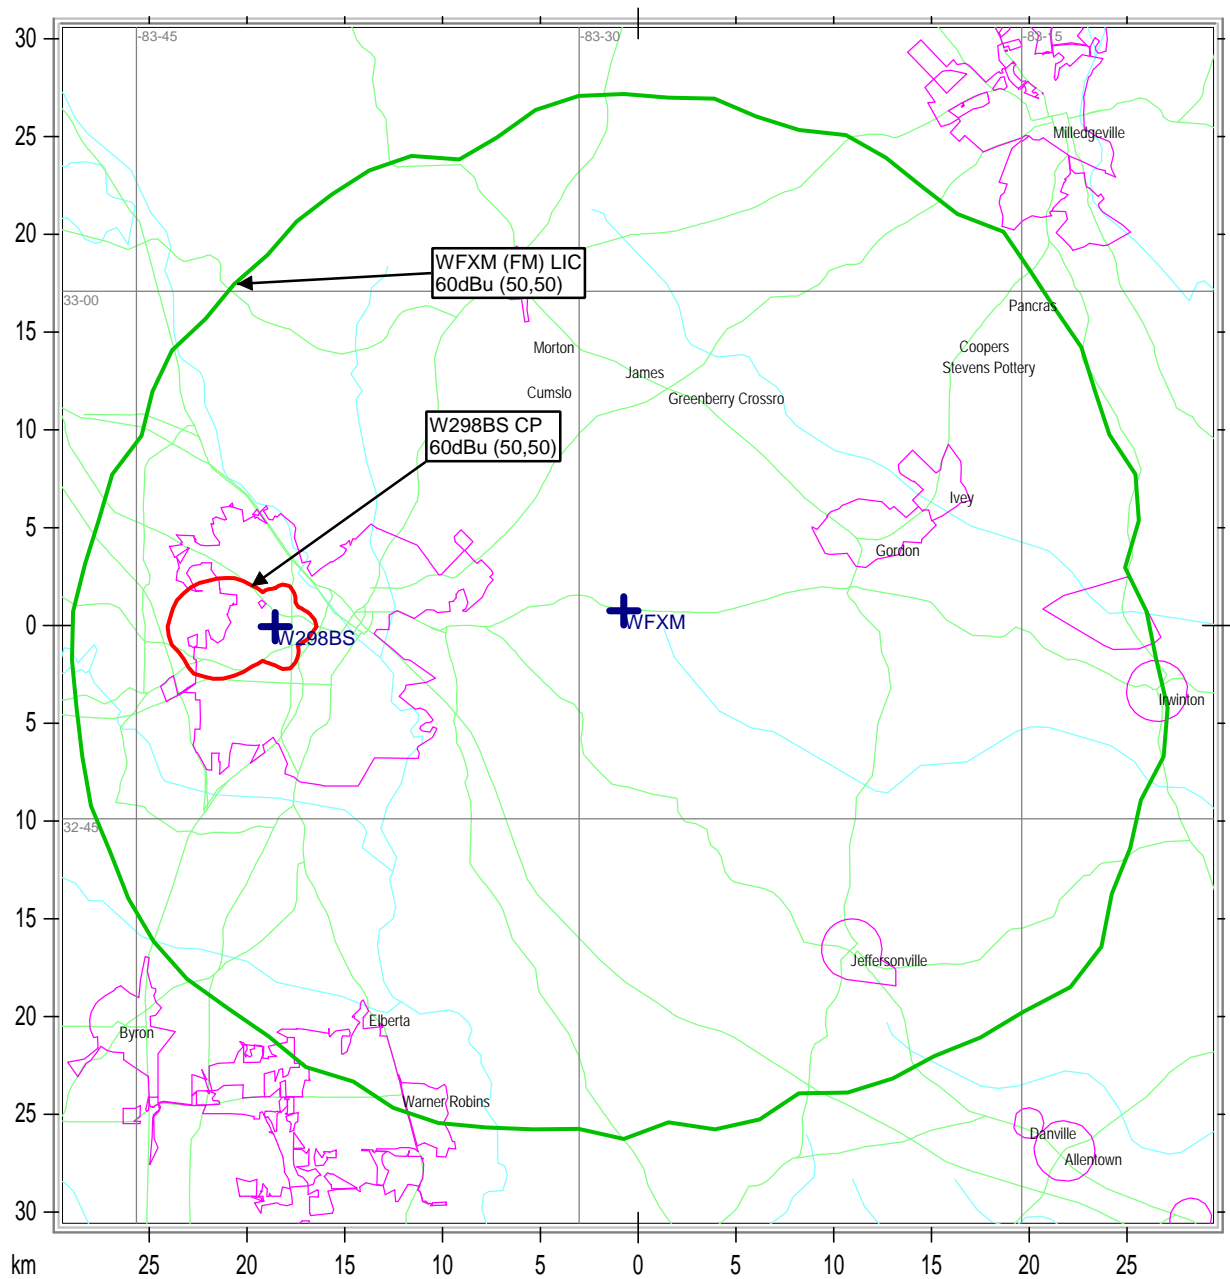 30
-83-45
-83-30
-83-15
25
Milledgeville
20
WFXM (FM) LIC
60dBu (50,50)
33-00
Pancras
15
Morton
Coopers
James
Stevens Pottery
Cumslo
Greenberry Crossro
10
W298BS CP
60dBu (50,50)
Ivey
5
Gordon
0
WFXM
W298BS
5
Irwinton
10
32-45
15
Jeffersonville
20
Elberta
Byron
25
Warner Robins
Danville
Allentown
30
km
25
20
15
10
5
0
5
10
15
20
25